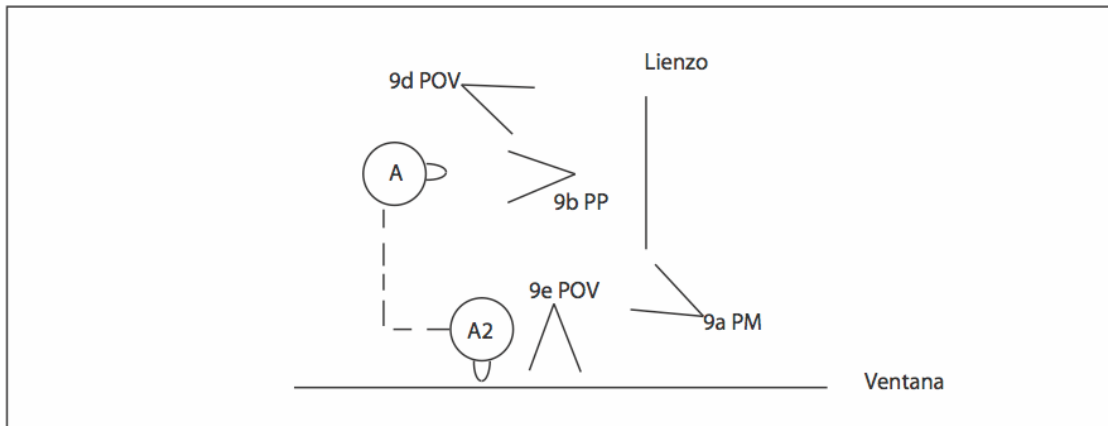 Lienzo
9d POV
A
9b PP
9e POV
9a PM
A2
Ventana